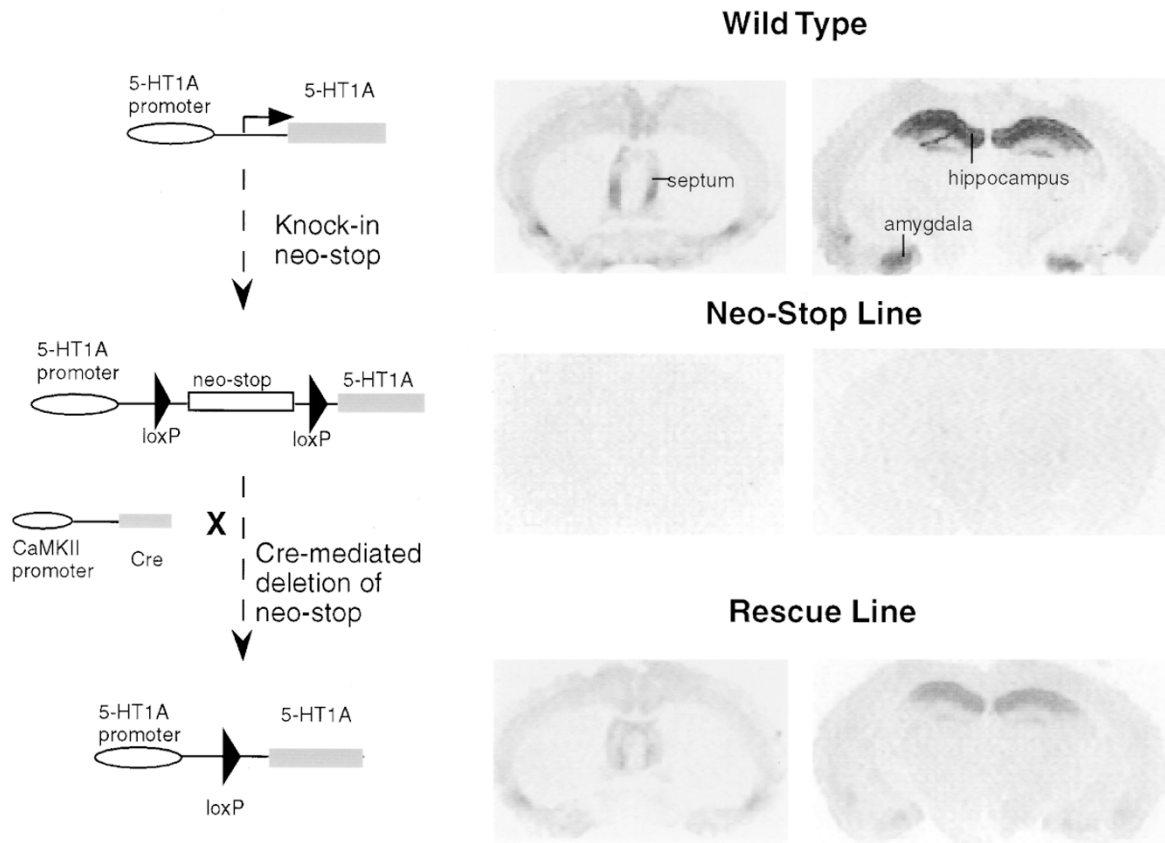 Wild Type
5-HT1A
promoter
5-HT1A
septum
hippocampus
amygdala
Knock-in
neo-stop
Neo-Stop Line
5-HT1A
promoter
neo-stop
5-HT1A
loxP
loxP
X
CaMKII
promoter
Cre
Cre-mediated
deletion of
neo-stop
Rescue Line
5-HT1A
promoter
5-HT1A
loxP